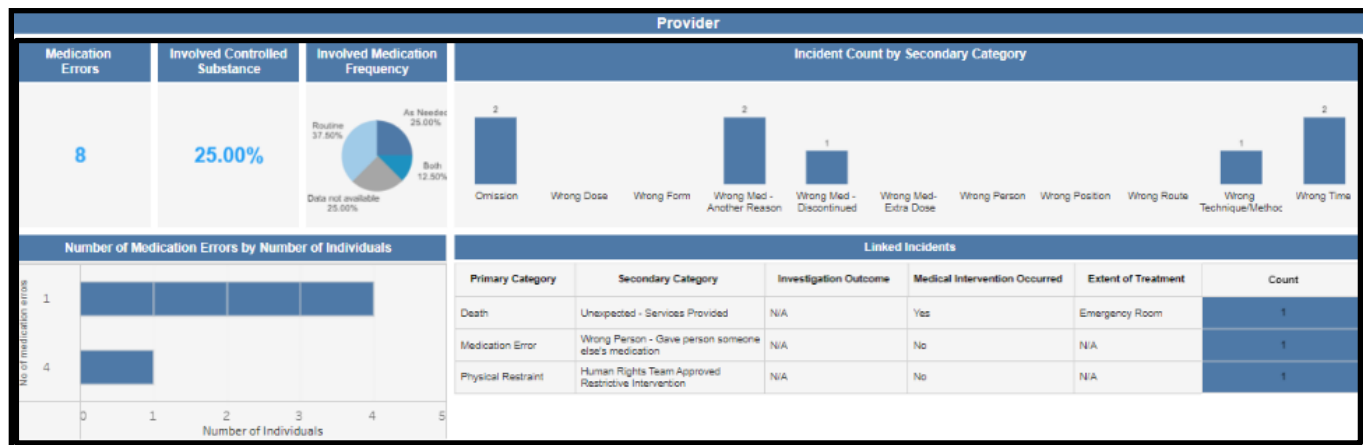 Provider
Medication
Errors
Involved Controlled
Substance
Involved Medication
Frequency
Incident Count by Secondary Category
8
25.00%
As Needed
25.00%
Routine
37.50%
Both
12.50%
Data not available
25.00%
2
2
1
1
2
Omission
Wrong Dose
Wrong Form
Wrong Med -
Another Reason
Wrong Med -
Discontinued
Wrong Med-
Extra Dose
Wrong Person
Wrong Position
Wrong Route
Wrong
Technique/Method
Wrong Time
Number of Medication Errors by Number of Individuals
No of medication errors
1
4
0 1 2 3 4 5
Number of Individuals
Linked Incidents
Primary Category Secondary Category Investigation Outcome Medical Intervention Occurred Extent of Treatment Count
Death Unexpected - Services Provided N/A Yes Emergency Room 1
Medication Error Wrong Person - Gave person someone
else's medication N/A No N/A 1
Physical Restraint Human Rights Team Approved
Restrictive Intervention N/A No N/A 1